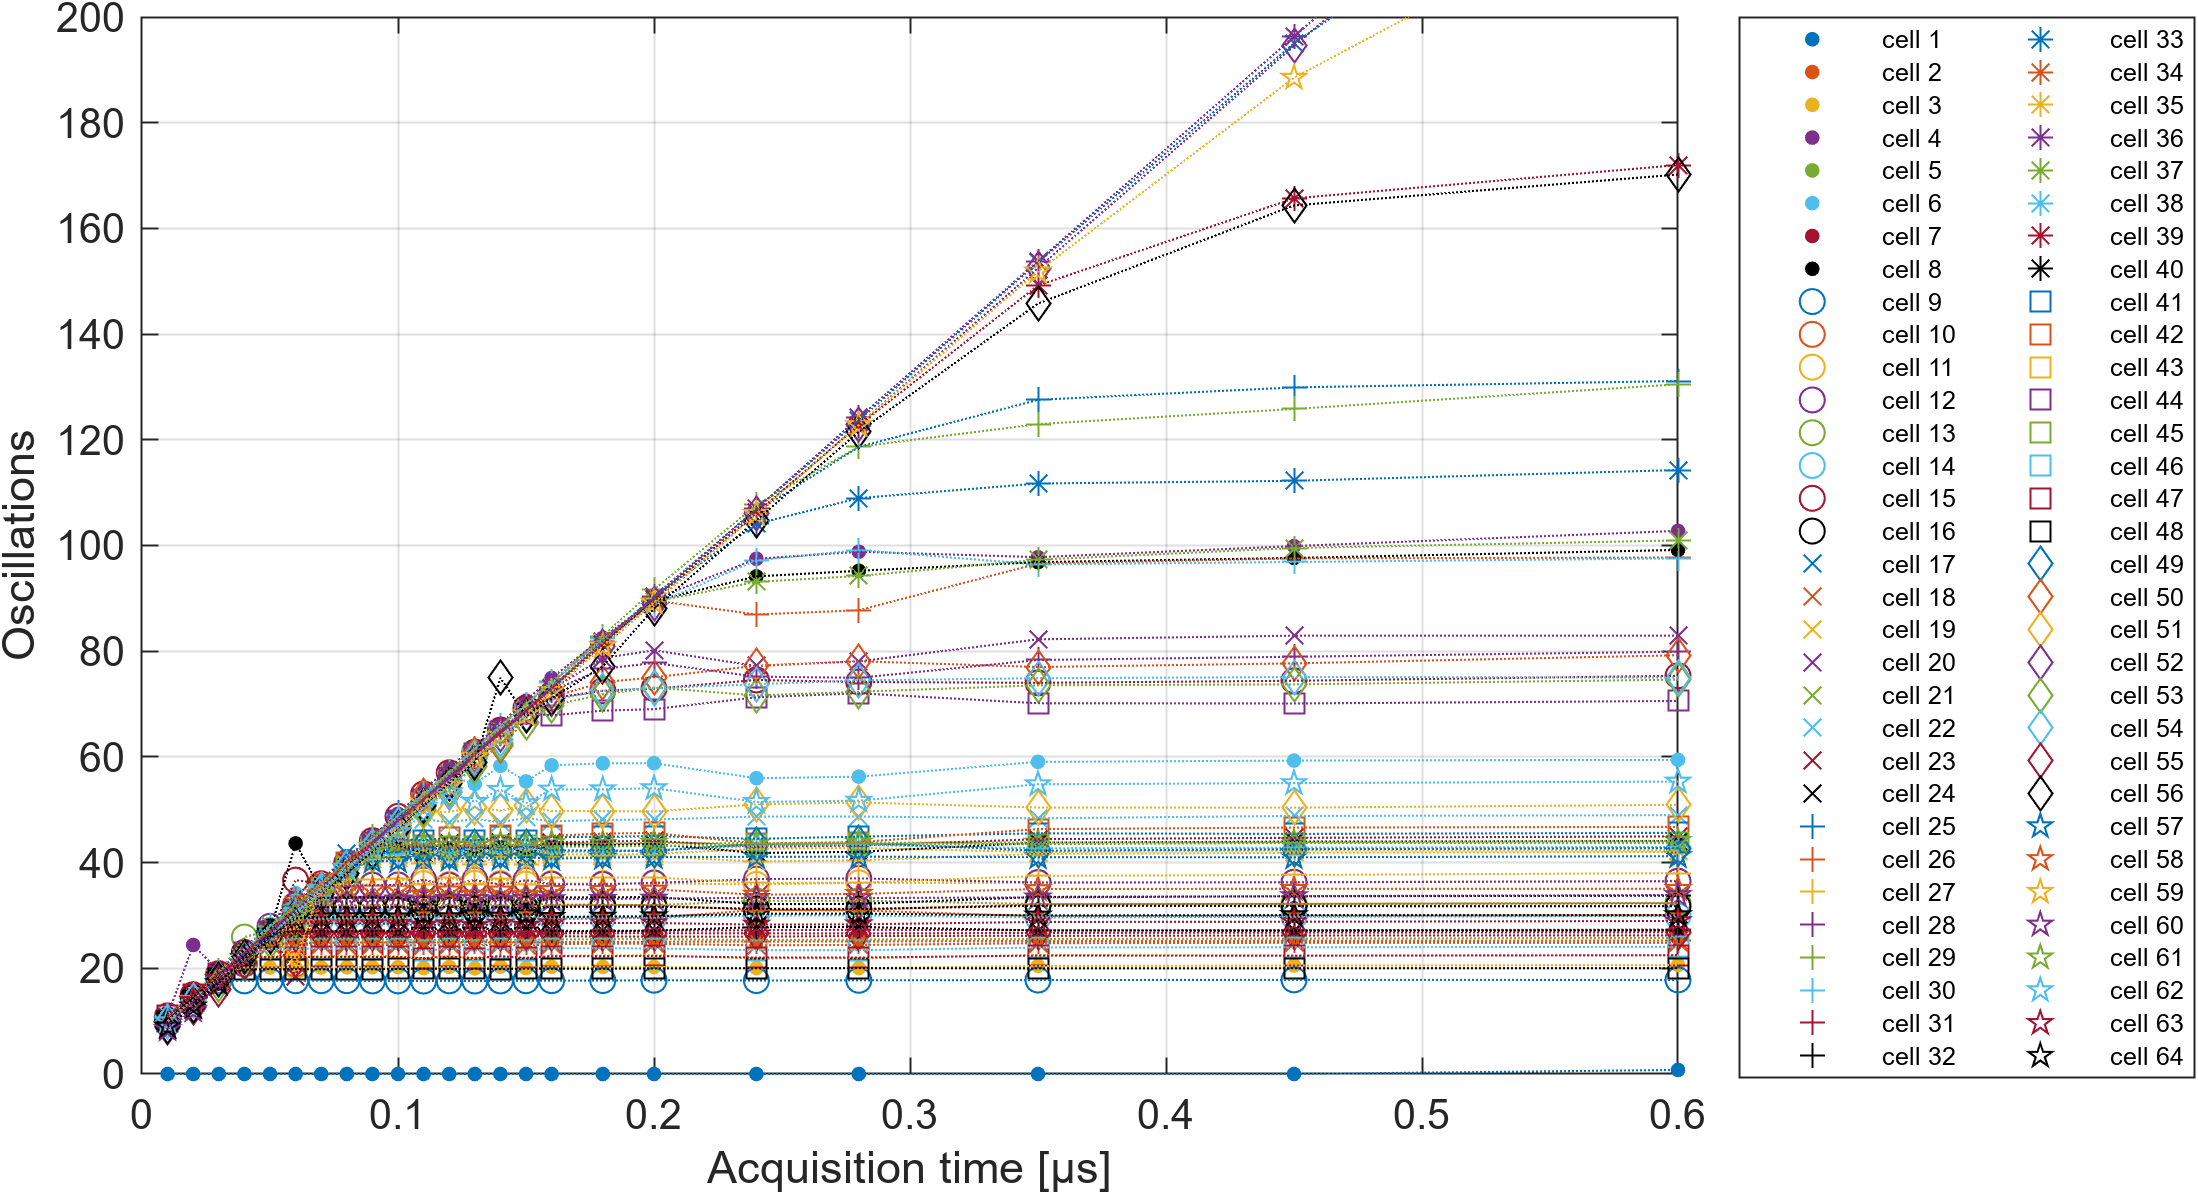 200
180
160
140
120
100
80
60
40
20
0
Oscillations
0 0.1 0.2 0.3 0.4 0.5 0.6
Acquisition time [µs]
cell 1 cell 33
cell 2 cell 34
cell 3 cell 35
cell 4 cell 36
cell 5 cell 37
cell 6 cell 38
cell 7 cell 39
cell 8 cell 40
cell 9 cell 41
cell 10 cell 42
cell 11 cell 43
cell 12 cell 44
cell 13 cell 45
cell 14 cell 46
cell 15 cell 47
cell 16 cell 48
cell 17 cell 49
cell 18 cell 50
cell 19 cell 51
cell 20 cell 52
cell 21 cell 53
cell 22 cell 54
cell 23 cell 55
cell 24 cell 56
cell 25 cell 57
cell 26 cell 58
cell 27 cell 59
cell 28 cell 60
cell 29 cell 61
cell 30 cell 62
cell 31 cell 63
cell 32 cell 64